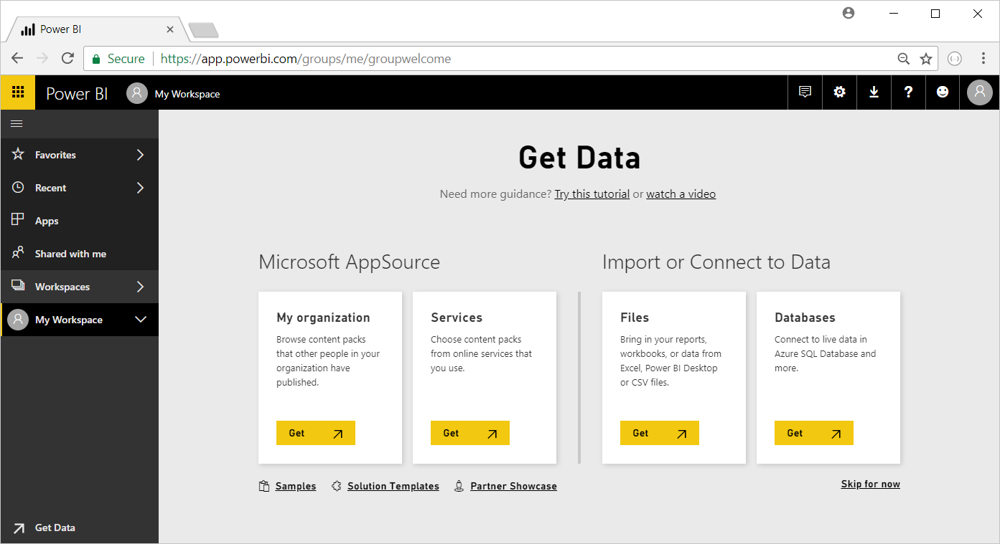 Power BI
Secure https://app.powerbi.com/groups/me/groupwelcome
Power BI My Workspace
Favorites
Recent
Apps
Shared with me
Workspaces
My Workspace
Get Data
Get Data
Need more guidance? Try this tutorial or watch a video
Microsoft AppSource
My organization
Browse content packs
that other people in your
organization have
published.
Get
Services
Choose content packs
from online services that
you use.
Get
Samples Solution Templates Partner Showcase
Import or Connect to Data
Files
Bring in your reports,
workbooks, or data from
Excel, Power BI Desktop
or CSV files.
Get
Databases
Connect to live data in
Azure SQL Database and
more.
Get
Skip for now